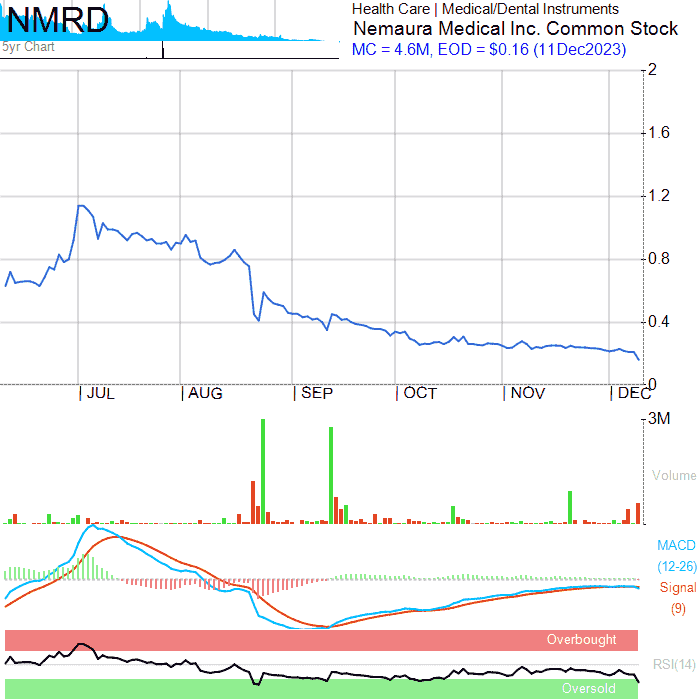 NMRD
5yr Chart
Health Care | Medical/Dental Instruments
Nemaura Medical Inc. Common Stock
MC = 4.6M, EOD = $0.16 (11Dec2023)
2
1.6
1.2
0.8
0.4
0
JUL AUG SEP OCT NOV DEC
3M
Volume
MACD
(12-26)
Signal
(9)
Overbought
RSI(14)
Oversold